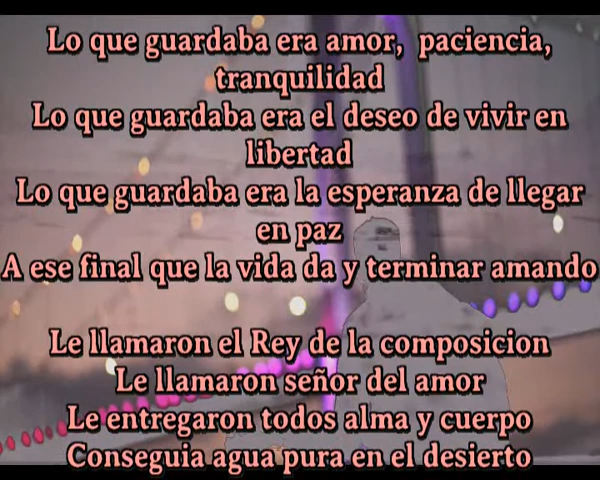 Lo que guardaba era amor,  paciencia,
tranquilidad
Lo que guardaba era el deseo de vivir en
libertad
Lo que guardaba era la esperanza de llegar
en paz
A ese final que la vida da y terminar amando
Le llamaron el Rey de la composicion
Le llamaron señor del amor
Le entregaron todos alma y cuerpo
Conseguia agua pura en el desierto